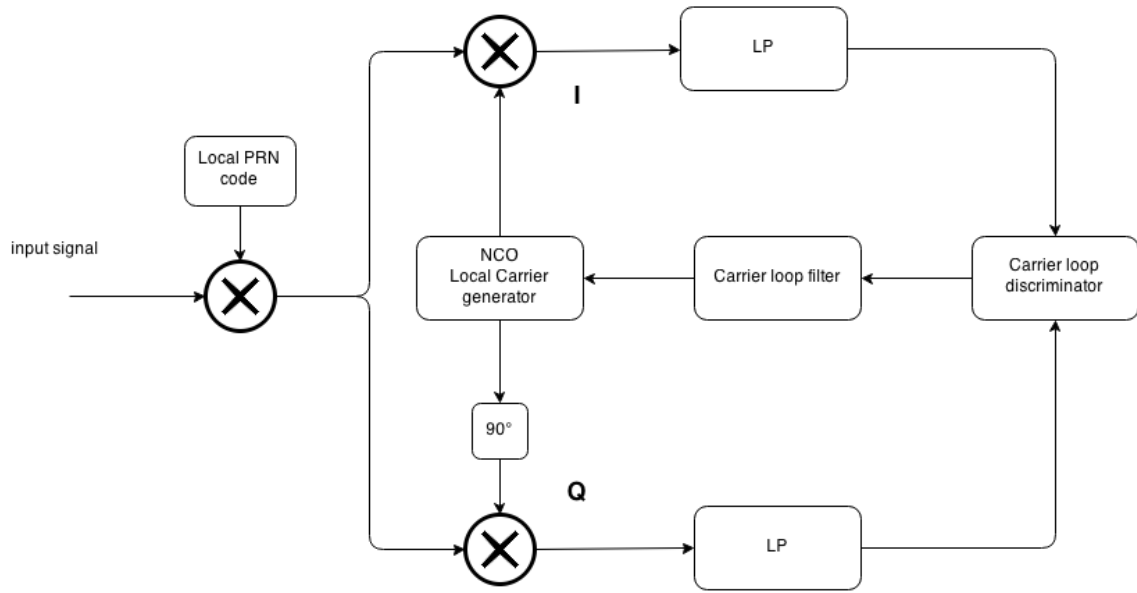 LP
I
Local PRN
code
input signal
NCO
Local Carrier
generator
Carrier loop filter
Carrier loop
discriminator
90°
Q
LP